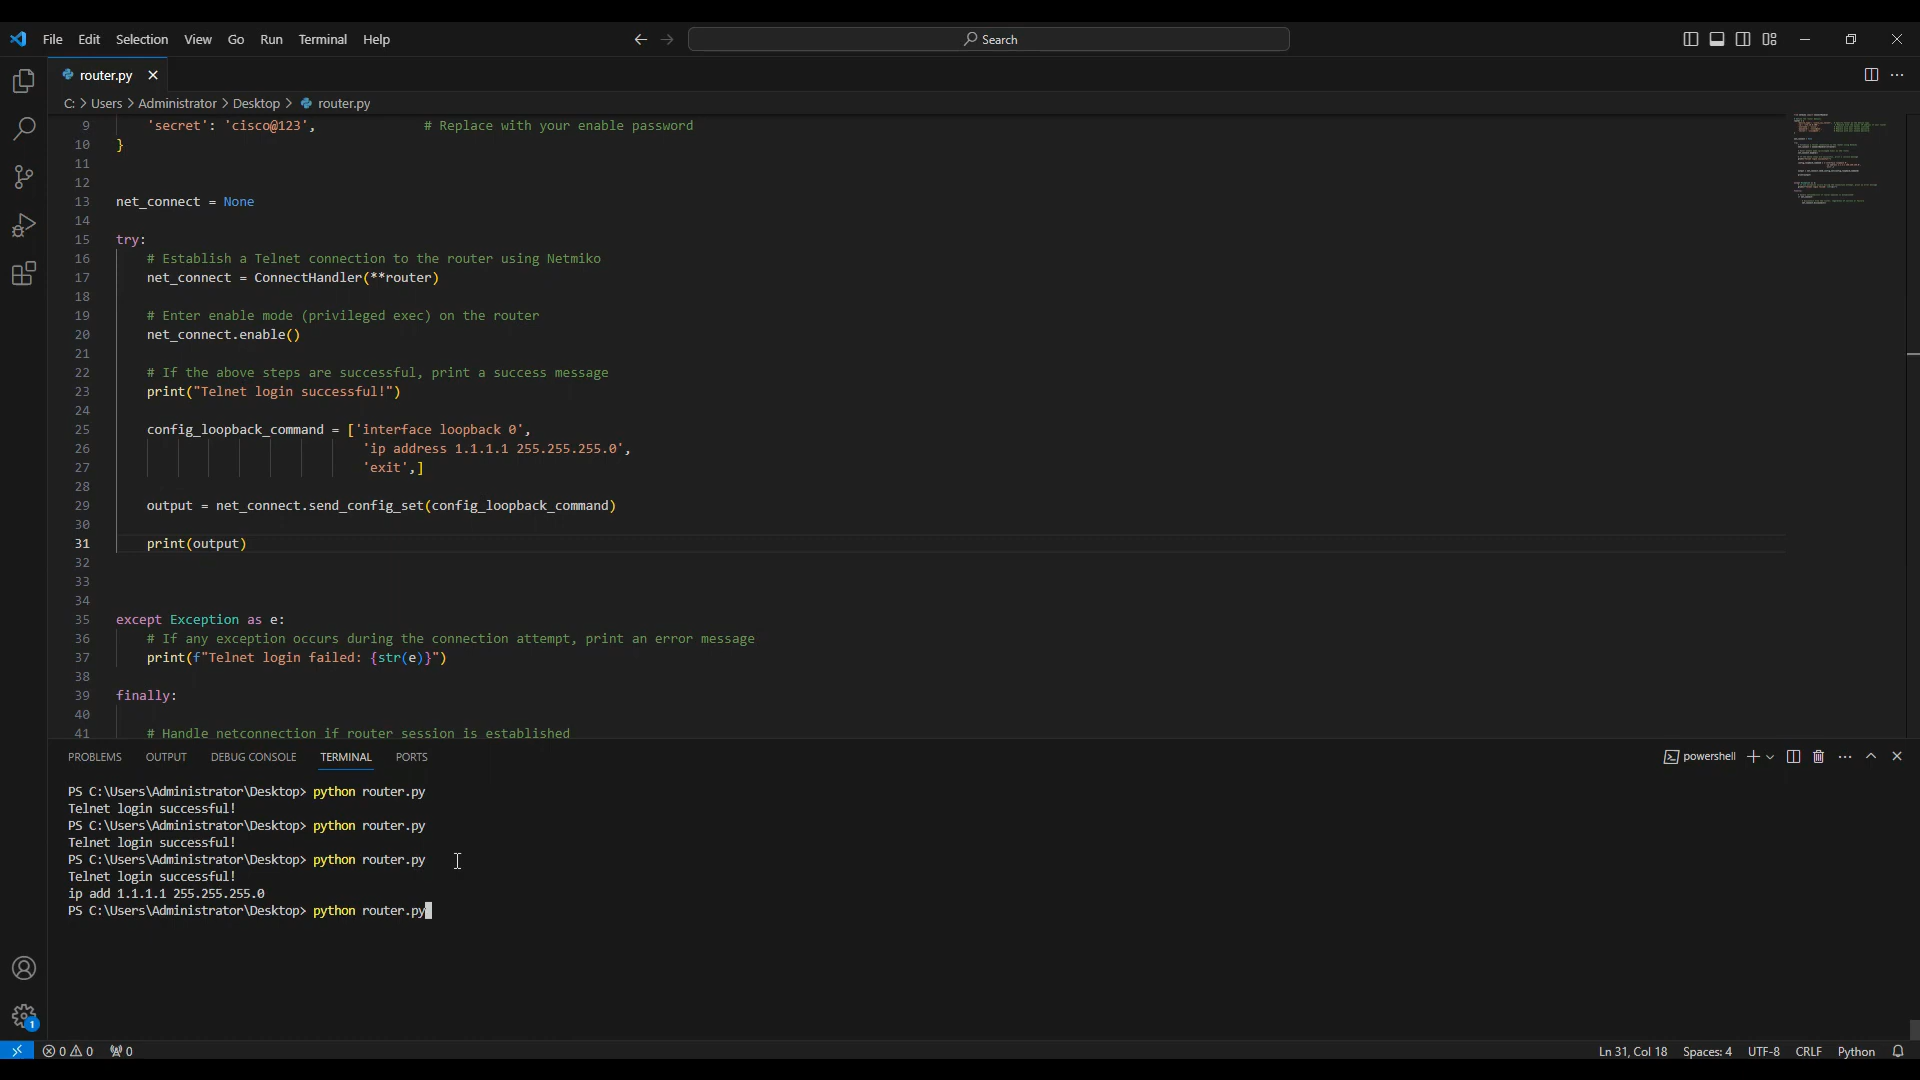 File Edit Selection View Go Run Terminal Help
Search
router.py
C: > Users > Administrator > Desktop > router.py
9 'secret': 'cisco@123', # Replace with your enable password
10 }
11
12
13 net_connect = None
14
15 try:
16 # Establish a Telnet connection to the router using Netmiko
17 net_connect = ConnectHandler(**router)
18
19 # Enter enable mode (privileged exec) on the router
20 net_connect.enable()
21
22 # If the above steps are successful, print a success message
23 print("Telnet login successful!")
24
25 config_loopback_command = ['interface loopback 0',
26 'ip address 1.1.1.1 255.255.255.0',
27 'exit',]
28
29 output = net_connect.send_config_set(config_loopback_command)
30
31 print(output)
32
33
34
35 except Exception as e:
36 # If any exception occurs during the connection attempt, print an error message
37 print(f"Telnet login failed: {str(e)}")
38
39 finally:
40
41 # Handle netconnection if router session is established
PROBLEMS OUTPUT DEBUG CONSOLE TERMINAL PORTS powershell
PS C:\Users\Administrator\Desktop> python router.py
Telnet login successful!
PS C:\Users\Administrator\Desktop> python router.py
Telnet login successful!
PS C:\Users\Administrator\Desktop> python router.py
Telnet login successful!
ip add 1.1.1.1 255.255.255.0
PS C:\Users\Administrator\Desktop> python router.py
1
0 0 0 Ln 31, Col 18 Spaces: 4 UTF-8 CRLF Python